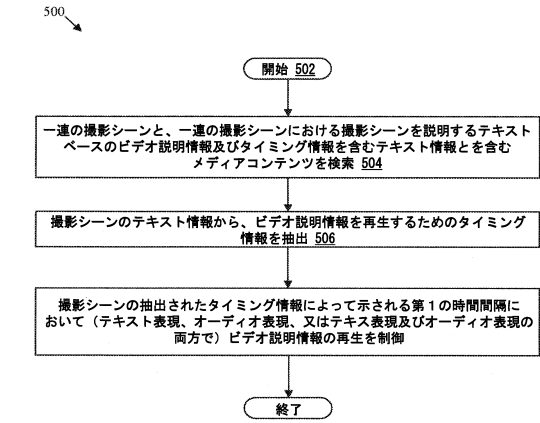 500
開始 502
一連の撮影シーンと、一連の撮影シーンにおける撮影シーンを説明するテキスト
ベースのビデオ説明情報及びタイミング情報を含むテキスト情報とを含む
メディアコンテンツを検索 504
撮影シーンのテキスト情報から、ビデオ説明情報を再生するためのタイミング
情報を抽出 506
撮影シーンの抽出されたタイミング情報によって示される第1の時間間隔に
おいて（テキスト表現、オーディオ表現、又はテキス表現及びオーディオ表現の
両方で）ビデオ説明情報の再生を制御
終了